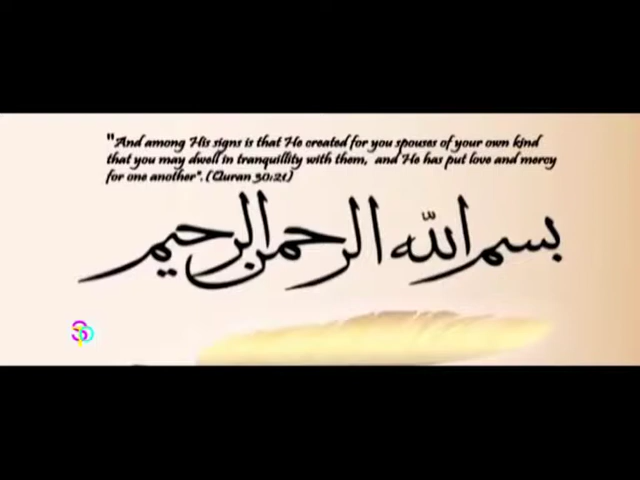 "And among His signs is that He created for you spouses of your own kind
that you may dwell in tranquillity with them, and He has put love and mercy
for one another". (Quran 30:21)
بسم الله الرحمن الرحيم